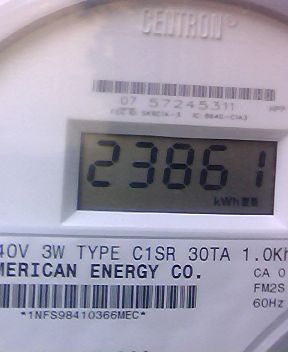 CENTRON®
07 57245311
23861
kWh
40V 3W TYPE C1SR 30TA 1.0Kh
MERICAN ENERGY CO.
CA 0
FM2S
60Hz
*1NFS98410366MEC*